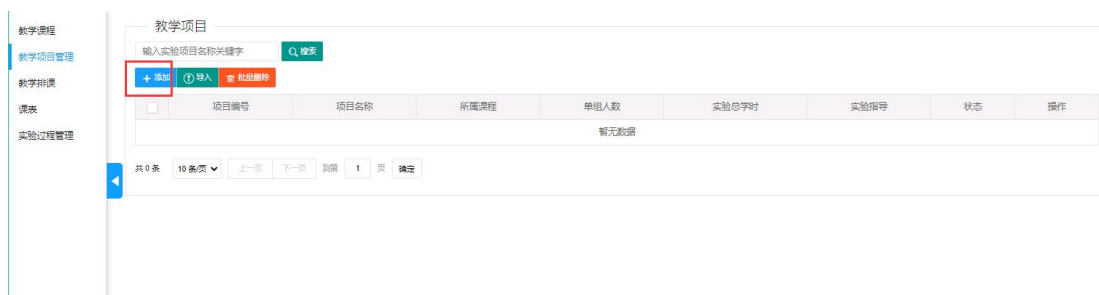 教学课程
教学项目管理
教学排课
课表
实验过程管理
教学项目
输入实验项目名称关键字 搜索
+ 添加 导入 批量删除
项目编号 项目名称 所属课程 单组人数 实验总学时 实验指导 状态 操作
暂无数据
共 0 条 10 条/页 上一页 下一页 到第 1 页 确定